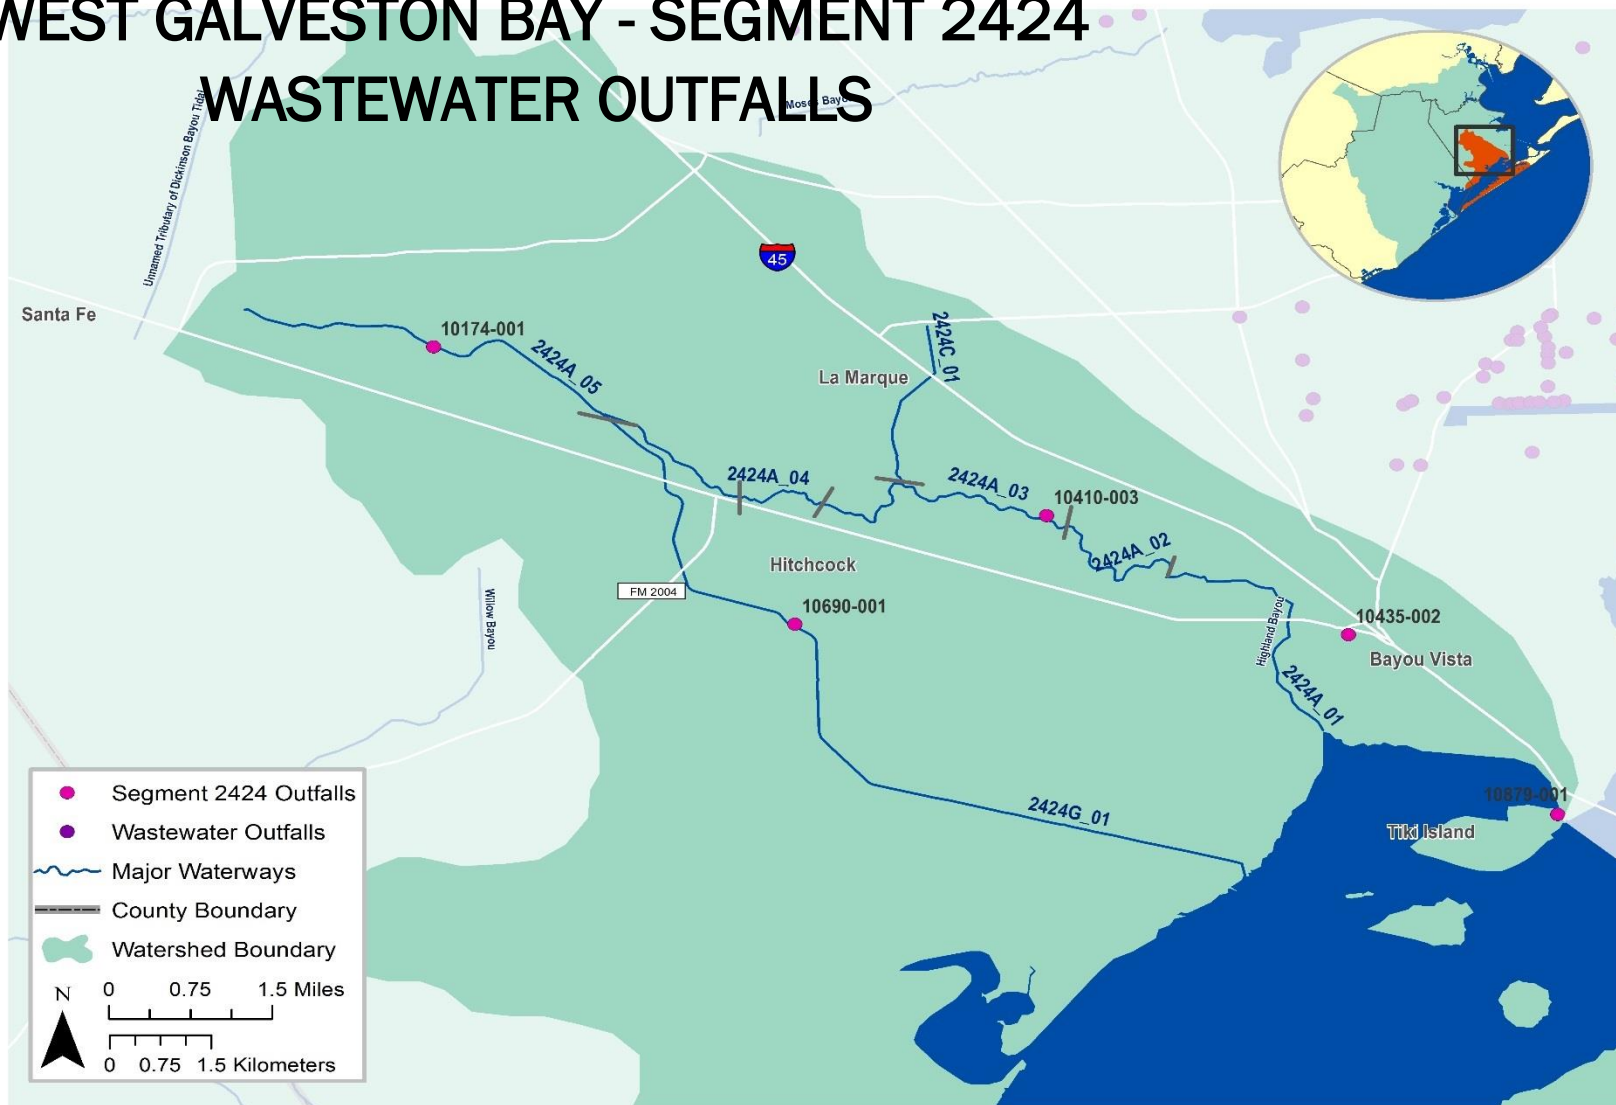 WEST GALVESTON BAY - SEGMENT 2424
WASTEWATER OUTFALLS
Unnamed Tributary of Dickinson Bayou Tidal
Moses Bayou
45
Santa Fe
10174-001
2424A_05
2424C_01
La Marque
2424A_04
2424A_03
10410-003
2424A_02
Hitchcock
FM 2004
10690-001
Willow Bayou
Highland Bayou
10435-002
Bayou Vista
2424A_01
2424G_01
10879-001
Tiki Island
Segment 2424 Outfalls
Wastewater Outfalls
Major Waterways
County Boundary
Watershed Boundary
N
0 0.75 1.5 Miles
0 0.75 1.5 Kilometers